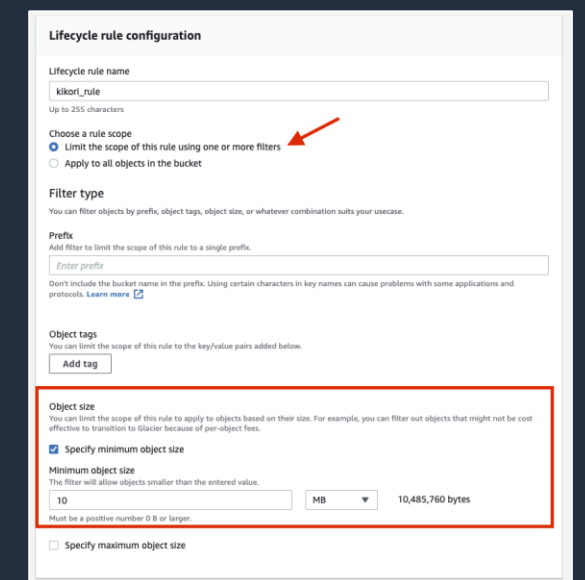 Lifecycle rule configuration
Lifecycle rule name
kikori_rule
Up to 255 characters
Choose a rule scope
Limit the scope of this rule using one or more filters
Apply to all objects in the bucket
Filter type
You can filter objects by prefix, object tags, object size, or whatever combination suits your usecase.
Prefix
Add filter to limit the scope of this rule to a single prefix.
Enter prefix
Don't include the bucket name in the prefix. Using certain characters in key names can cause problems with some applications and
protocols. Learn more
Object tags
You can limit the scope of this rule to the key/value pairs added below.
Add tag
Object size
You can limit the scope of this rule to apply to objects based on their size. For example, you can filter out objects that might not be cost
effective to transition to Glacier because of per-object fees.
Specify minimum object size
Minimum object size
The filter will allow objects smaller than the entered value.
10 MB 10,485,760 bytes
Must be a positive number 0 B or larger.
Specify maximum object size